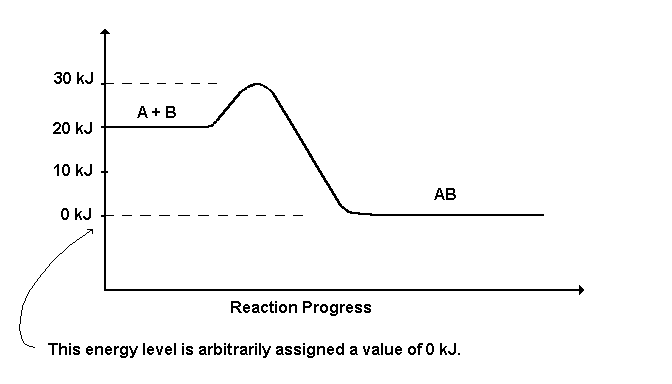 30 kJ
A + B
20 kJ
10 kJ
AB
0 kJ
Reaction Progress
This energy level is arbitrarily assigned a value of 0 kJ.